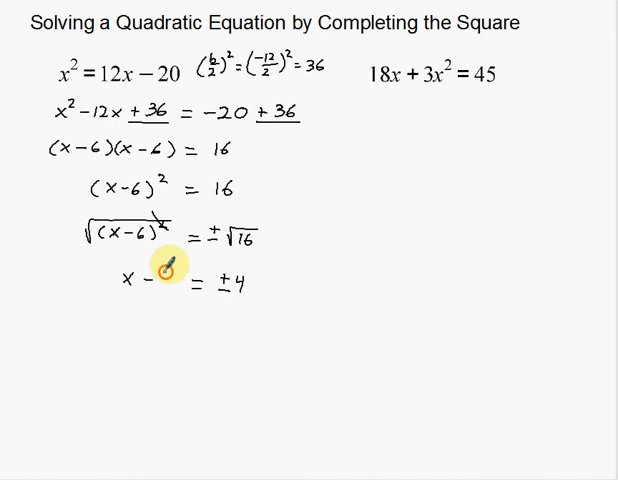 Solving a Quadratic Equation by Completing the Square
x² = 12x − 20 (b/2)² = (−12/2)² = 36 18x + 3x² = 45
x² − 12x + 36 = −20 + 36
(x − 6)(x − 6) = 16
(x − 6)² = 16
√(x − 6)² = ± √16
x − = ± 4